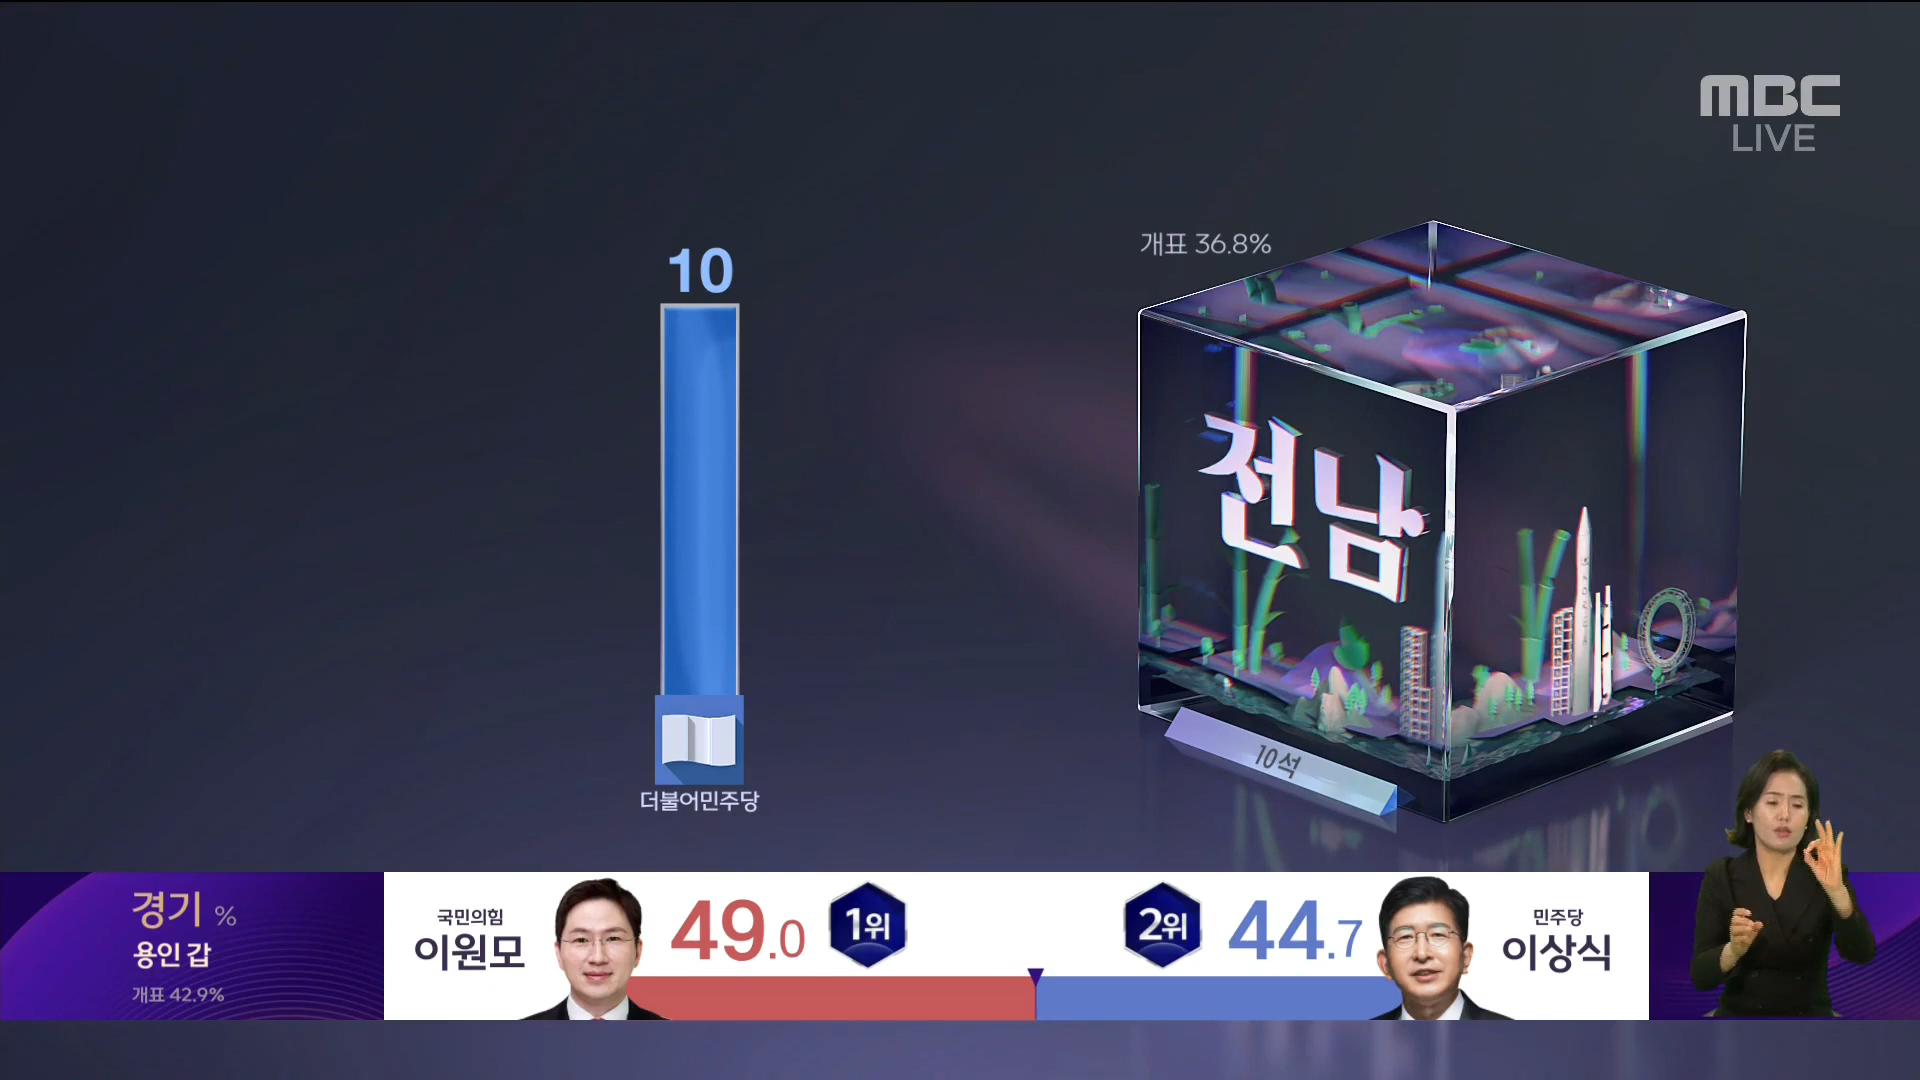 MBC
LIVE
개표 36.8%
10
전남
10석
더불어민주당
경기 %
용인 갑
개표 42.9%
국민의힘
이원모
49.0
1위
2위
44.7
민주당
이상식